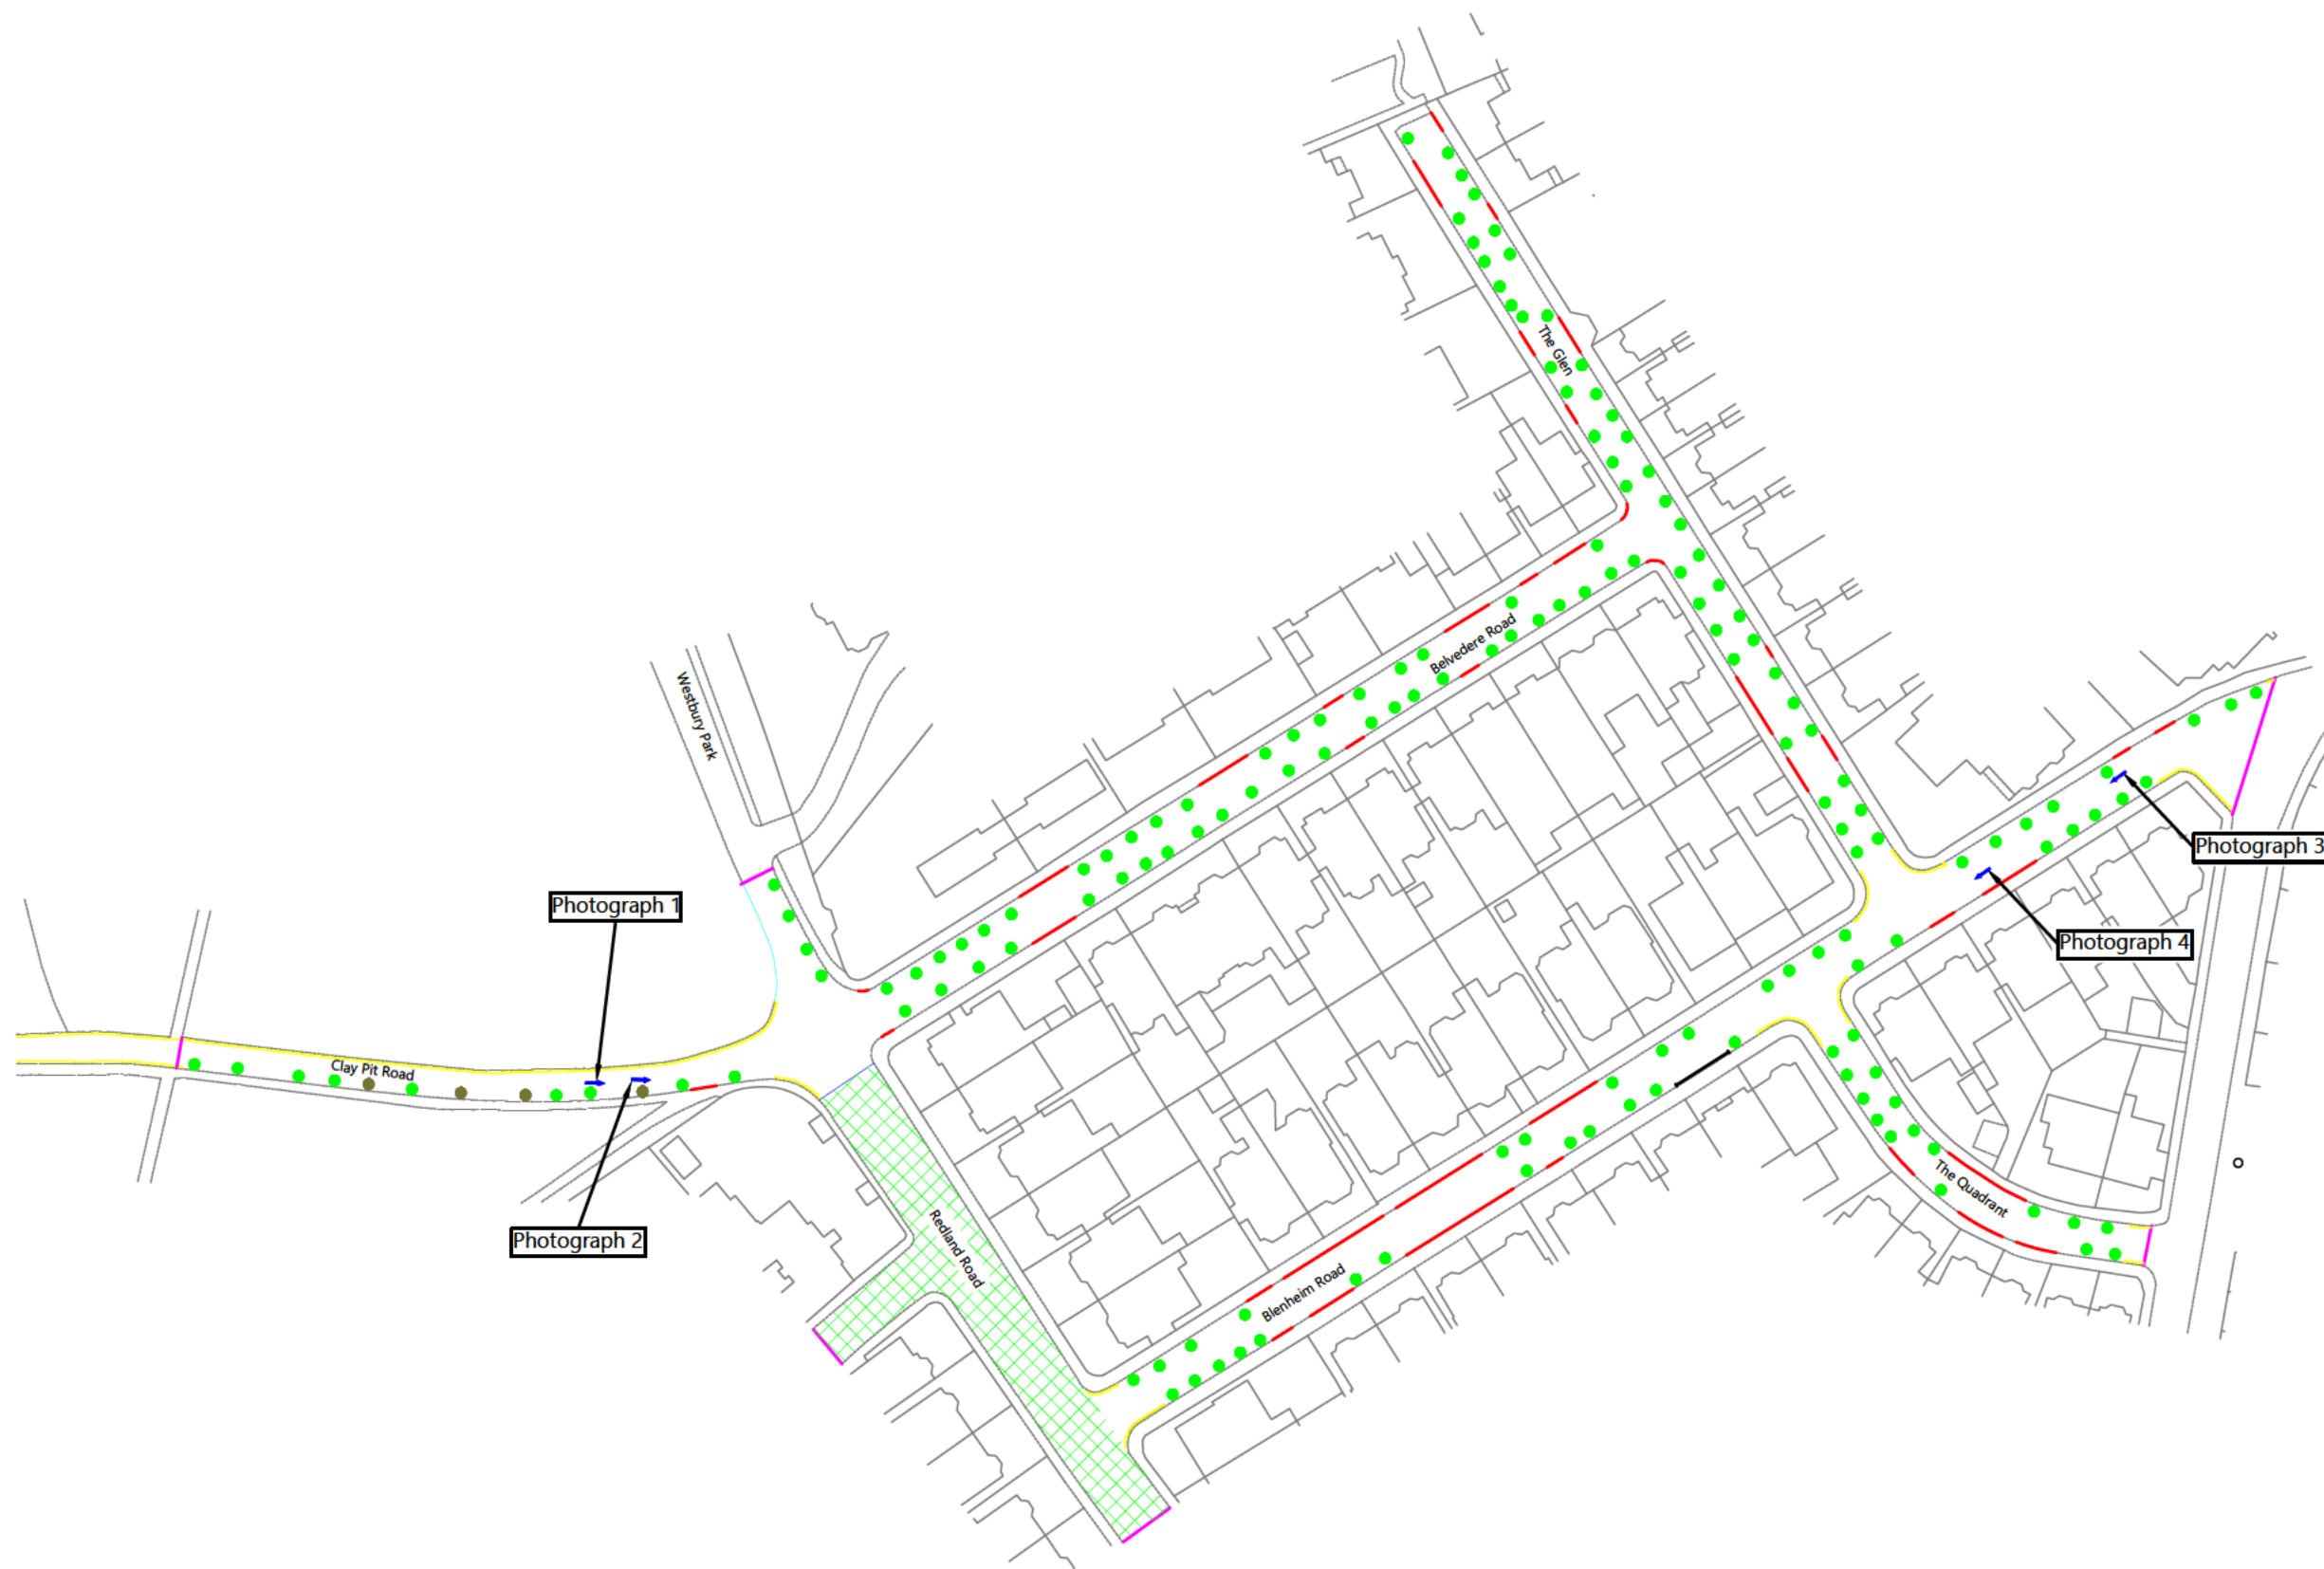 The Glen
Belvedere Road
Westbury Park
Photograph 3
Photograph 1
Photograph 4
Clay Pit Road
The Quadrant
Photograph 2
Redland Road
Blenheim Road